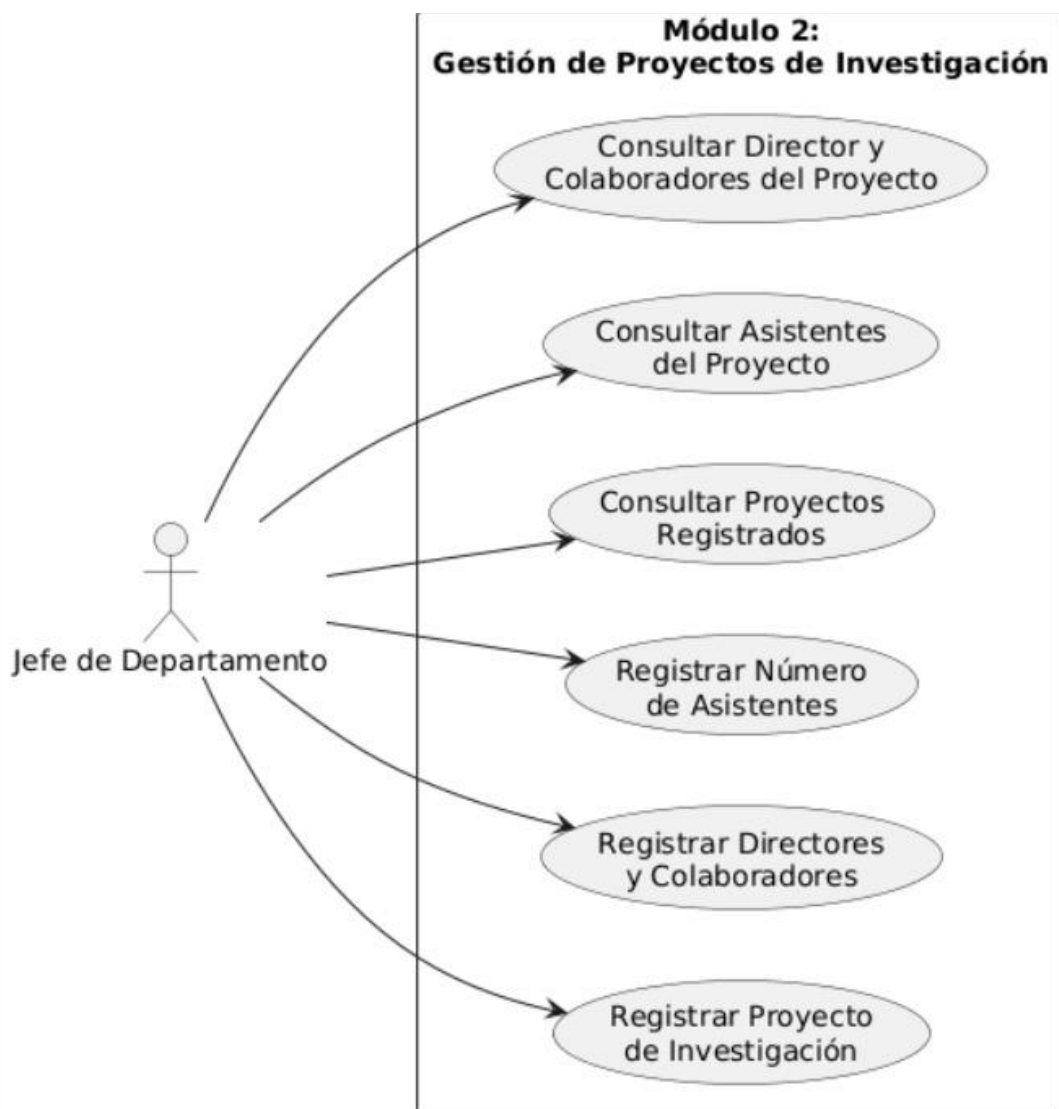 Módulo 2:
Gestión de Proyectos de Investigación
Consultar Director y
Colaboradores del Proyecto
Consultar Asistentes
del Proyecto
Consultar Proyectos
Registrados
Jefe de Departamento
Registrar Número
de Asistentes
Registrar Directores
y Colaboradores
Registrar Proyecto
de Investigación